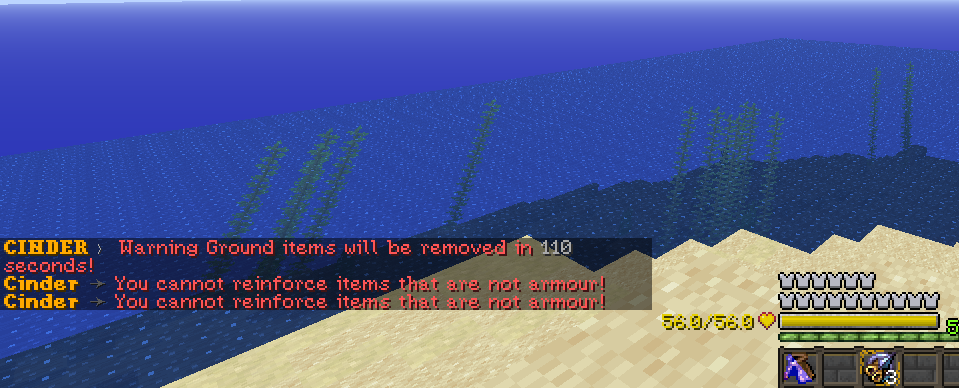 CINDER › Warning Ground items will be removed in 110
seconds!
Cinder → You cannot reinforce items that are not armour!
Cinder → You cannot reinforce items that are not armour!
56.0/56.0
5
3